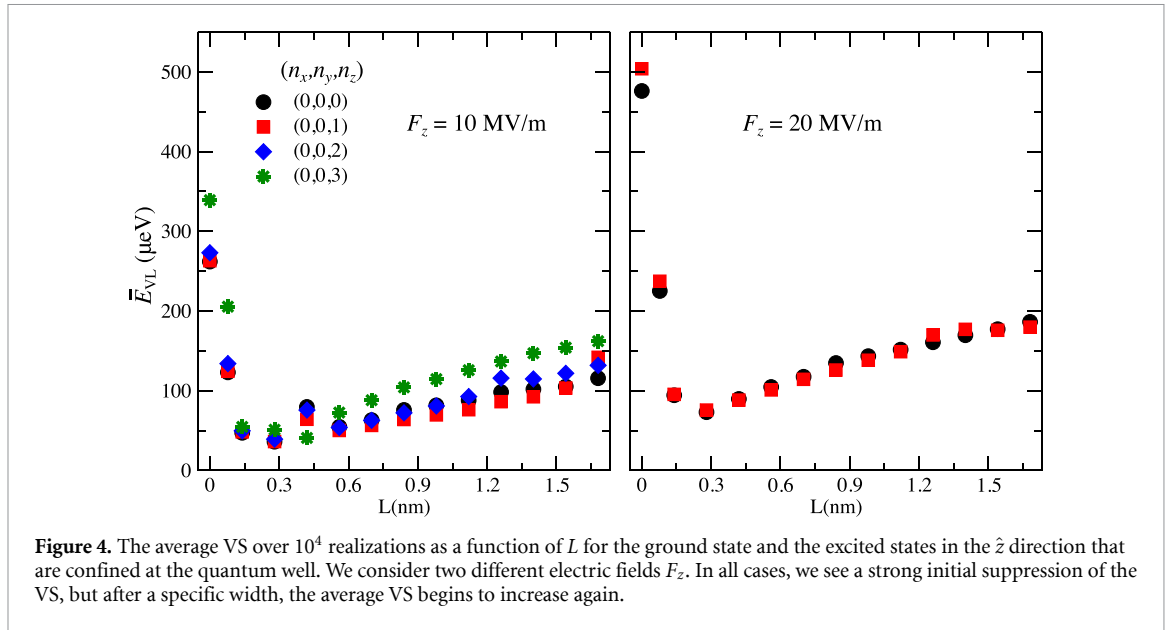 500
400
300
200
100
0
Ē_VL (μeV)
(n_x,n_y,n_z)
(0,0,0)
(0,0,1)
(0,0,2)
(0,0,3)
F_z = 10 MV/m
F_z = 20 MV/m
0 0.3 0.6 0.9 1.2 1.5
L(nm)
0 0.3 0.6 0.9 1.2 1.5
L(nm)
Figure 4. The average VS over 10⁴ realizations as a function of L for the ground state and the excited states in the ẑ direction that
are confined at the quantum well. We consider two different electric fields F_z. In all cases, we see a strong initial suppression of the
VS, but after a specific width, the average VS begins to increase again.